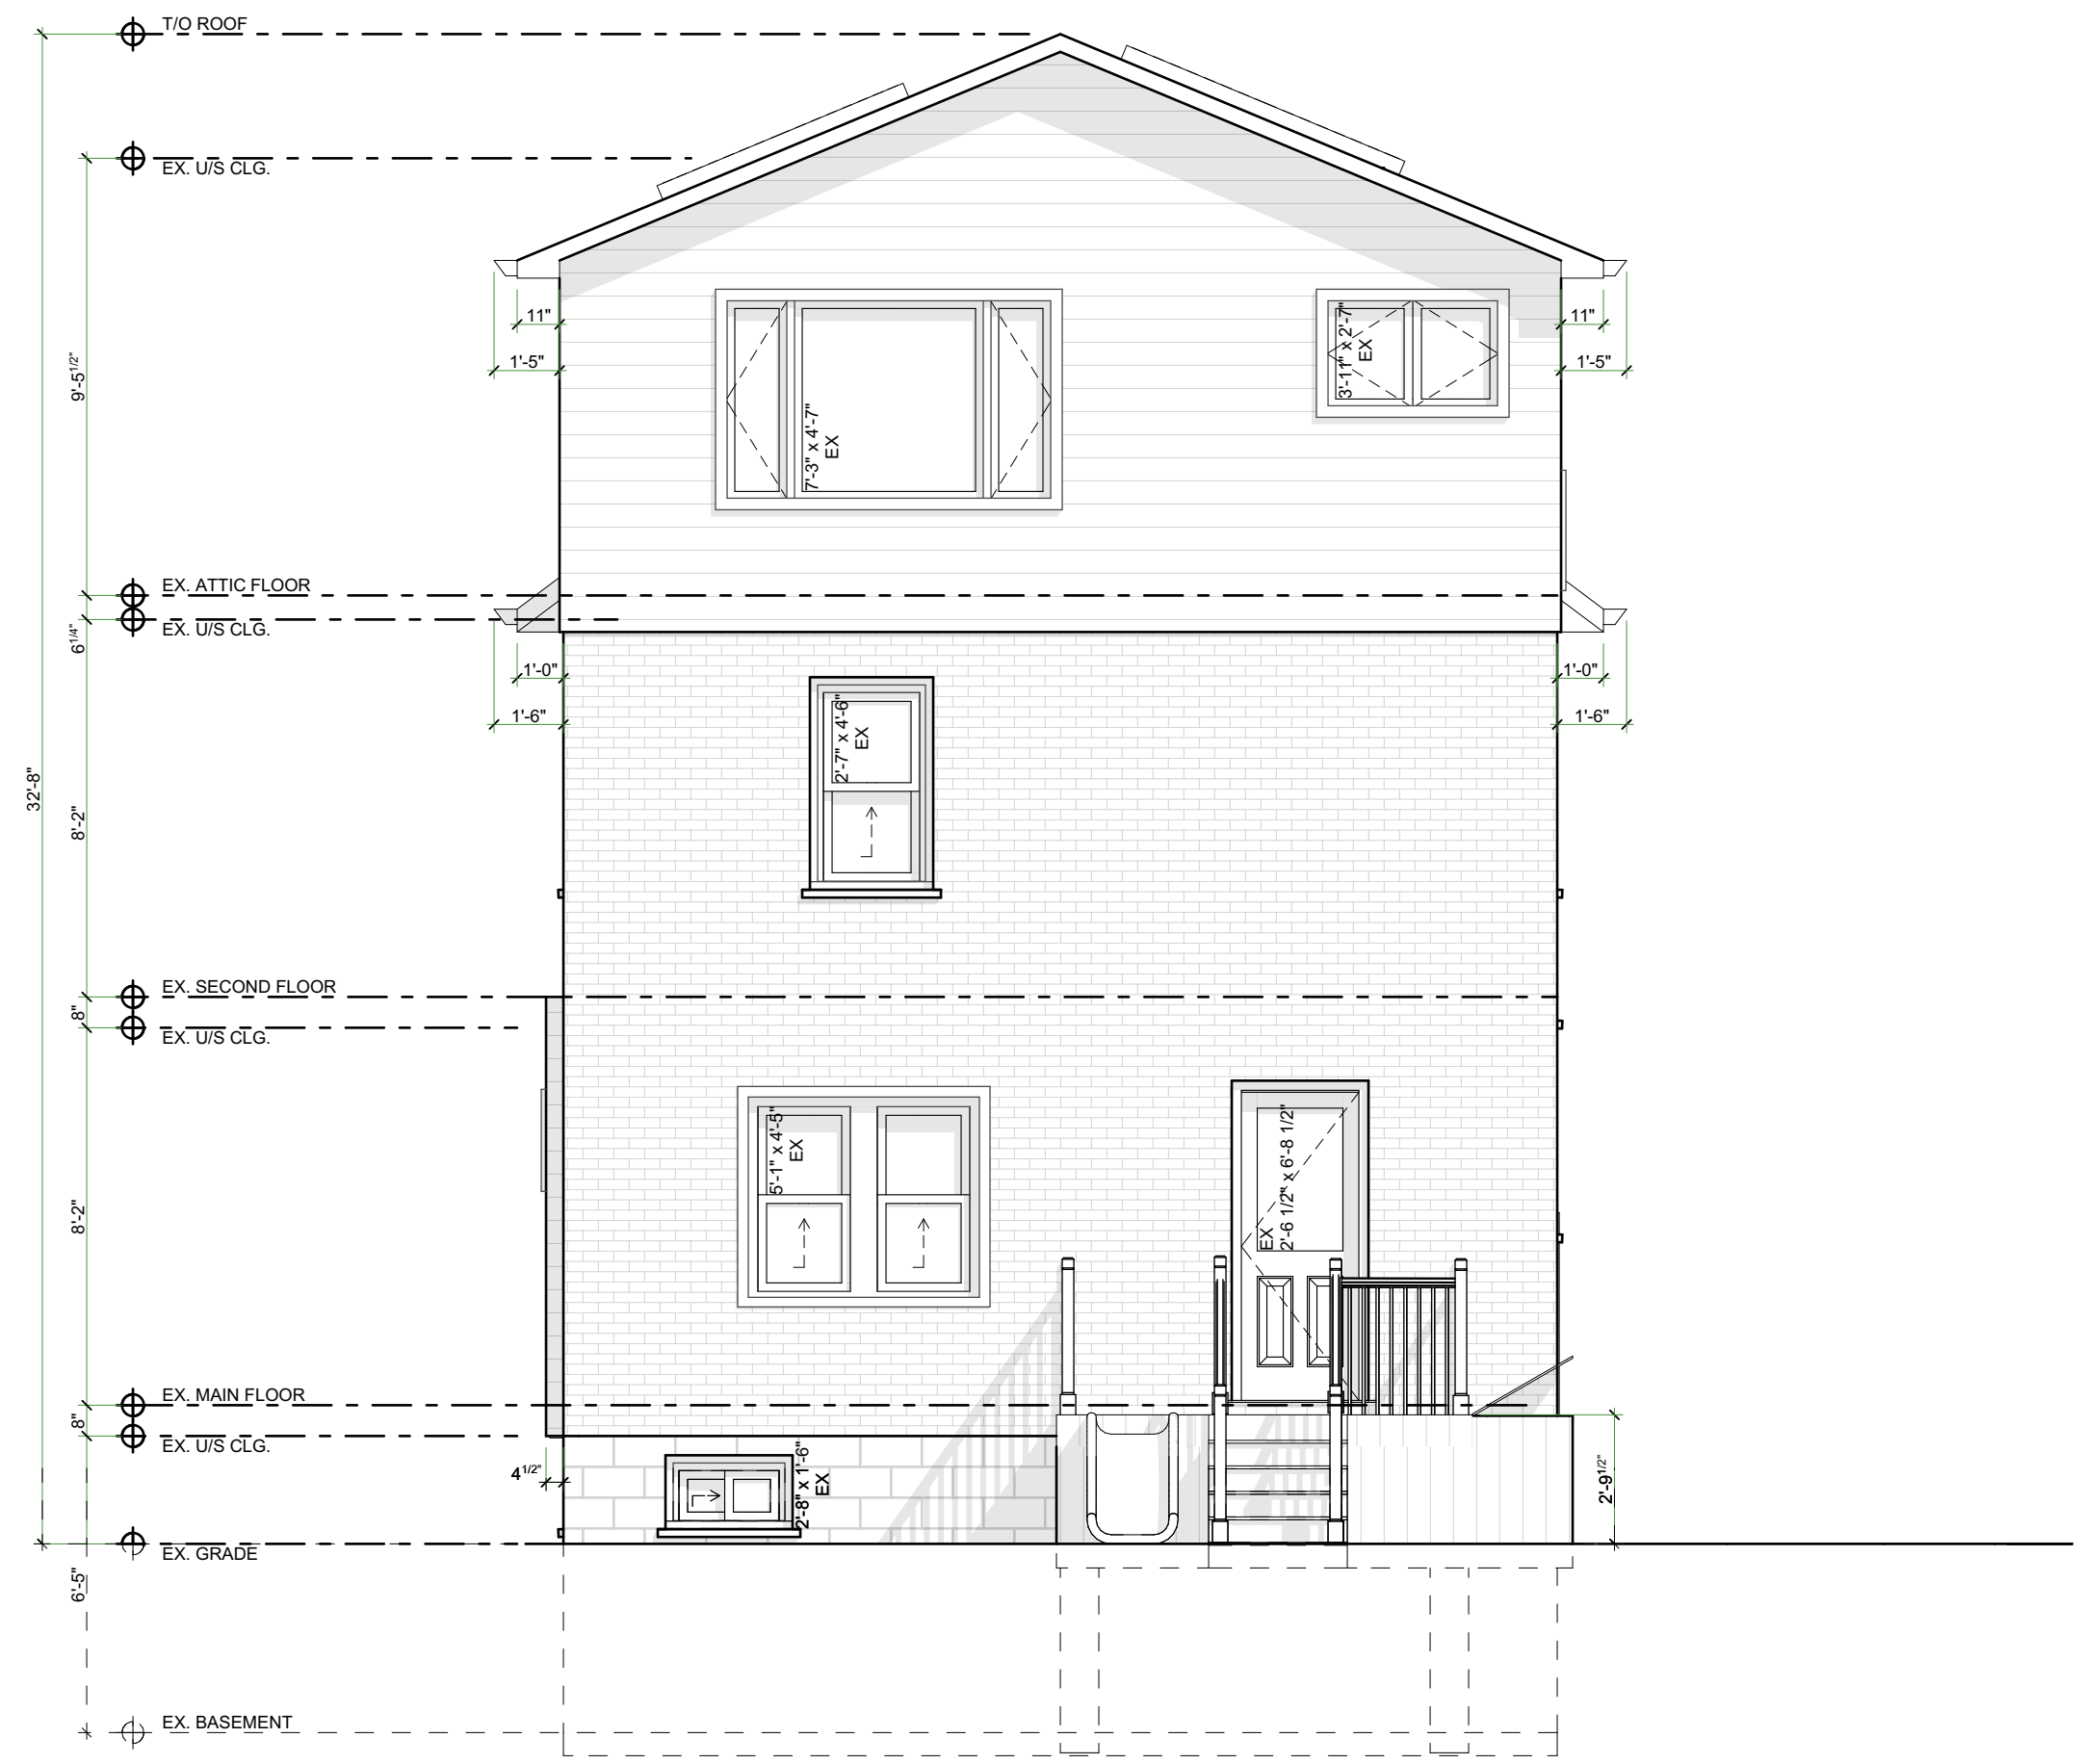 T/O ROOF
EX. U/S CLG.
11"
11"
1'-5"
1'-5"
3'-11" x 2'-7"
EX
9'-5 1/2"
7'-3" x 4'-7"
EX
EX. ATTIC FLOOR
EX. U/S CLG.
6 1/4"
1'-0"
1'-0"
1'-6"
1'-6"
2'-7" x 4'-6"
EX
32'-8"
8'-2"
EX. SECOND FLOOR
8"
EX. U/S CLG.
5'-1" x 4'-5"
EX
EX
2'-6 1/2" x 6'-8 1/2"
8'-2"
EX. MAIN FLOOR
8"
EX. U/S CLG.
4 1/2"
2'-8" x 1'-6"
EX
2'-9 1/2"
EX. GRADE
6'-5"
EX. BASEMENT